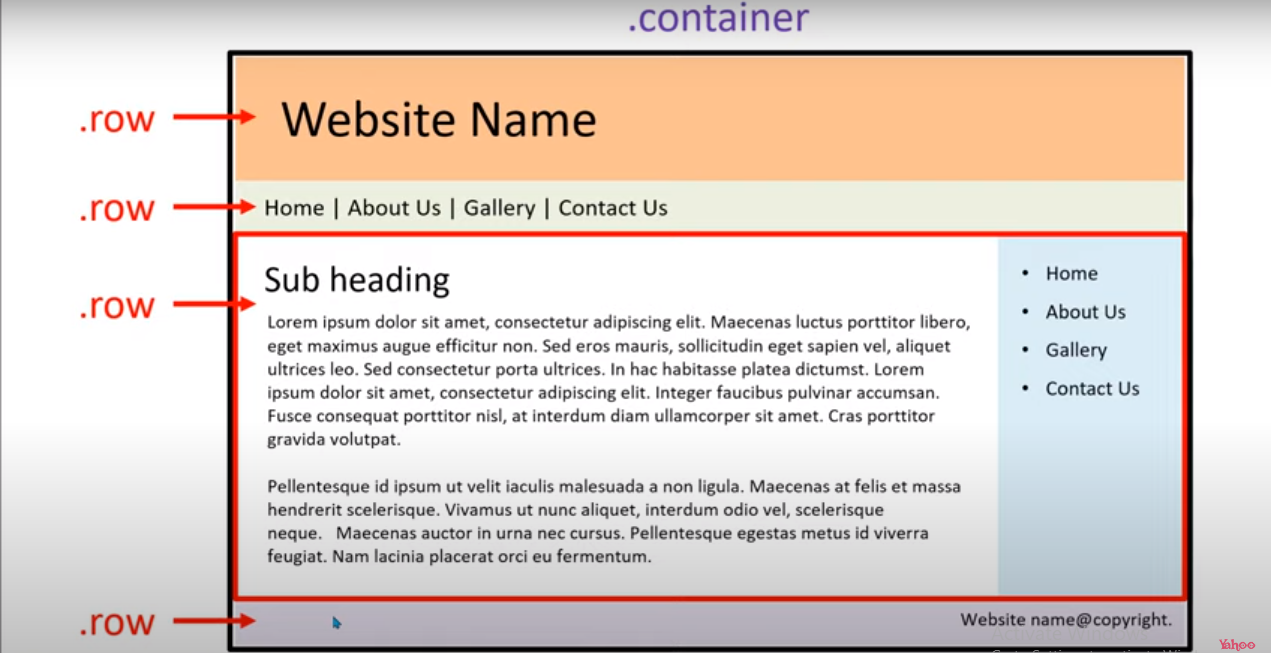 .container
.row
Website Name
.row
Home | About Us | Gallery | Contact Us
.row
Sub heading
Lorem ipsum dolor sit amet, consectetur adipiscing elit. Maecenas luctus porttitor libero,
eget maximus augue efficitur non. Sed eros mauris, sollicitudin eget sapien vel, aliquet
ultrices leo. Sed consectetur porta ultrices. In hac habitasse platea dictumst. Lorem
ipsum dolor sit amet, consectetur adipiscing elit. Integer faucibus pulvinar accumsan.
Fusce consequat porttitor nisl, at interdum diam ullamcorper sit amet. Cras porttitor
gravida volutpat.
Pellentesque id ipsum ut velit iaculis malesuada a non ligula. Maecenas at felis et massa
hendrerit scelerisque. Vivamus ut nunc aliquet, interdum odio vel, scelerisque
neque.   Maecenas auctor in urna nec cursus. Pellentesque egestas metus id viverra
feugiat. Nam lacinia placerat orci eu fermentum.
• Home
• About Us
• Gallery
• Contact Us
.row
Website name@copyright.
Activate Windows
Yahoo